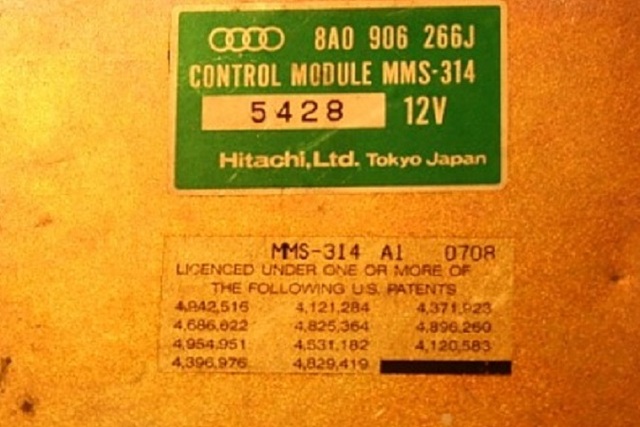 8A0 906 266J
CONTROL MODULE MMS-314
5428 12V
Hitachi,Ltd. Tokyo Japan
MMS-314 A1 0708
LICENCED UNDER ONE OR MORE OF
THE FOLLOWING U.S. PATENTS
4,942,516 4,121,284 4,371,923
4,686,622 4,825,364 4,896,260
4,954,951 4,531,182 4,120,583
4,396,976 4,829,419